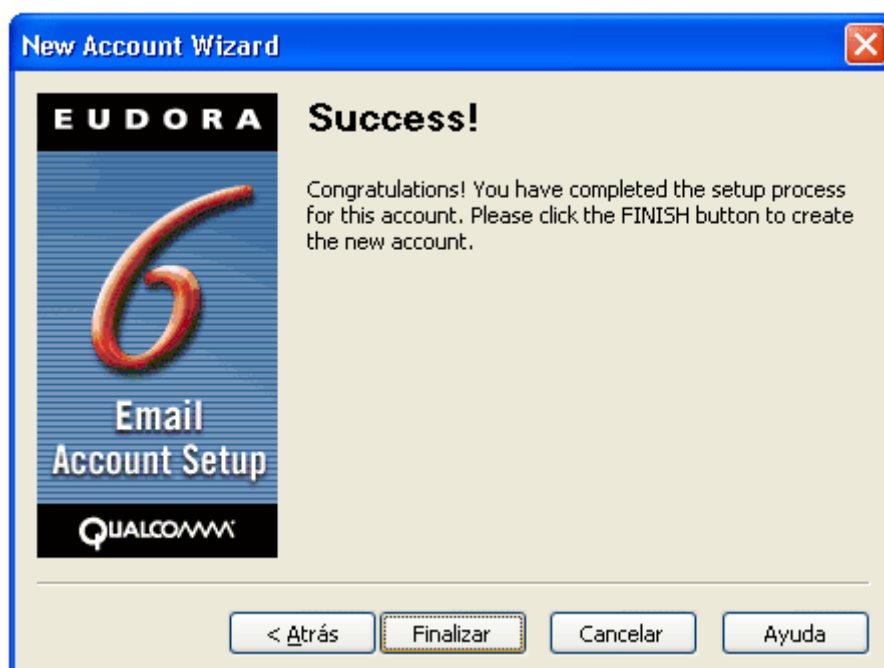 New Account Wizard
EUDORA
6
Email
Account Setup
QUALCOMM
Success!
Congratulations! You have completed the setup process
for this account. Please click the FINISH button to create
the new account.
< Atrás
Finalizar
Cancelar
Ayuda